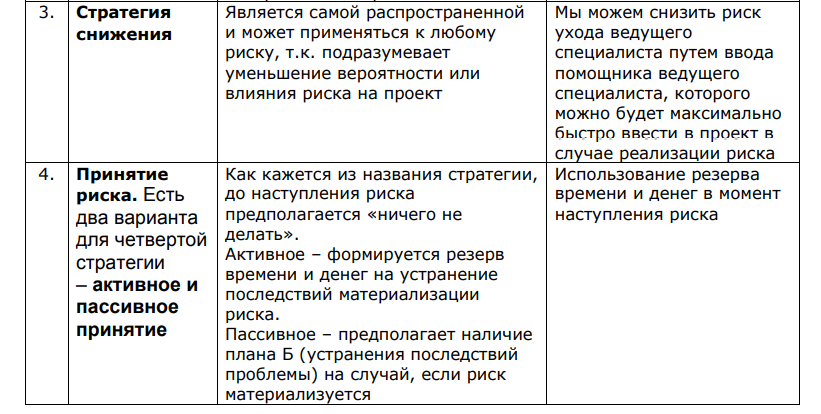 3.
Стратегия
снижения
Является самой распространенной
и может применяться к любому
риску, т.к. подразумевает
уменьшение вероятности или
влияния риска на проект
Мы можем снизить риск
ухода ведущего
специалиста путем ввода
помощника ведущего
специалиста, которого
можно будет максимально
быстро ввести в проект в
случае реализации риска
4.
Принятие
риска. Есть
два варианта
для четвертой
стратегии
– активное и
пассивное
принятие
Как кажется из названия стратегии,
до наступления риска
предполагается «ничего не
делать».
Активное – формируется резерв
времени и денег на устранение
последствий материализации
риска.
Пассивное – предполагает наличие
плана Б (устранения последствий
проблемы) на случай, если риск
материализуется
Использование резерва
времени и денег в момент
наступления риска